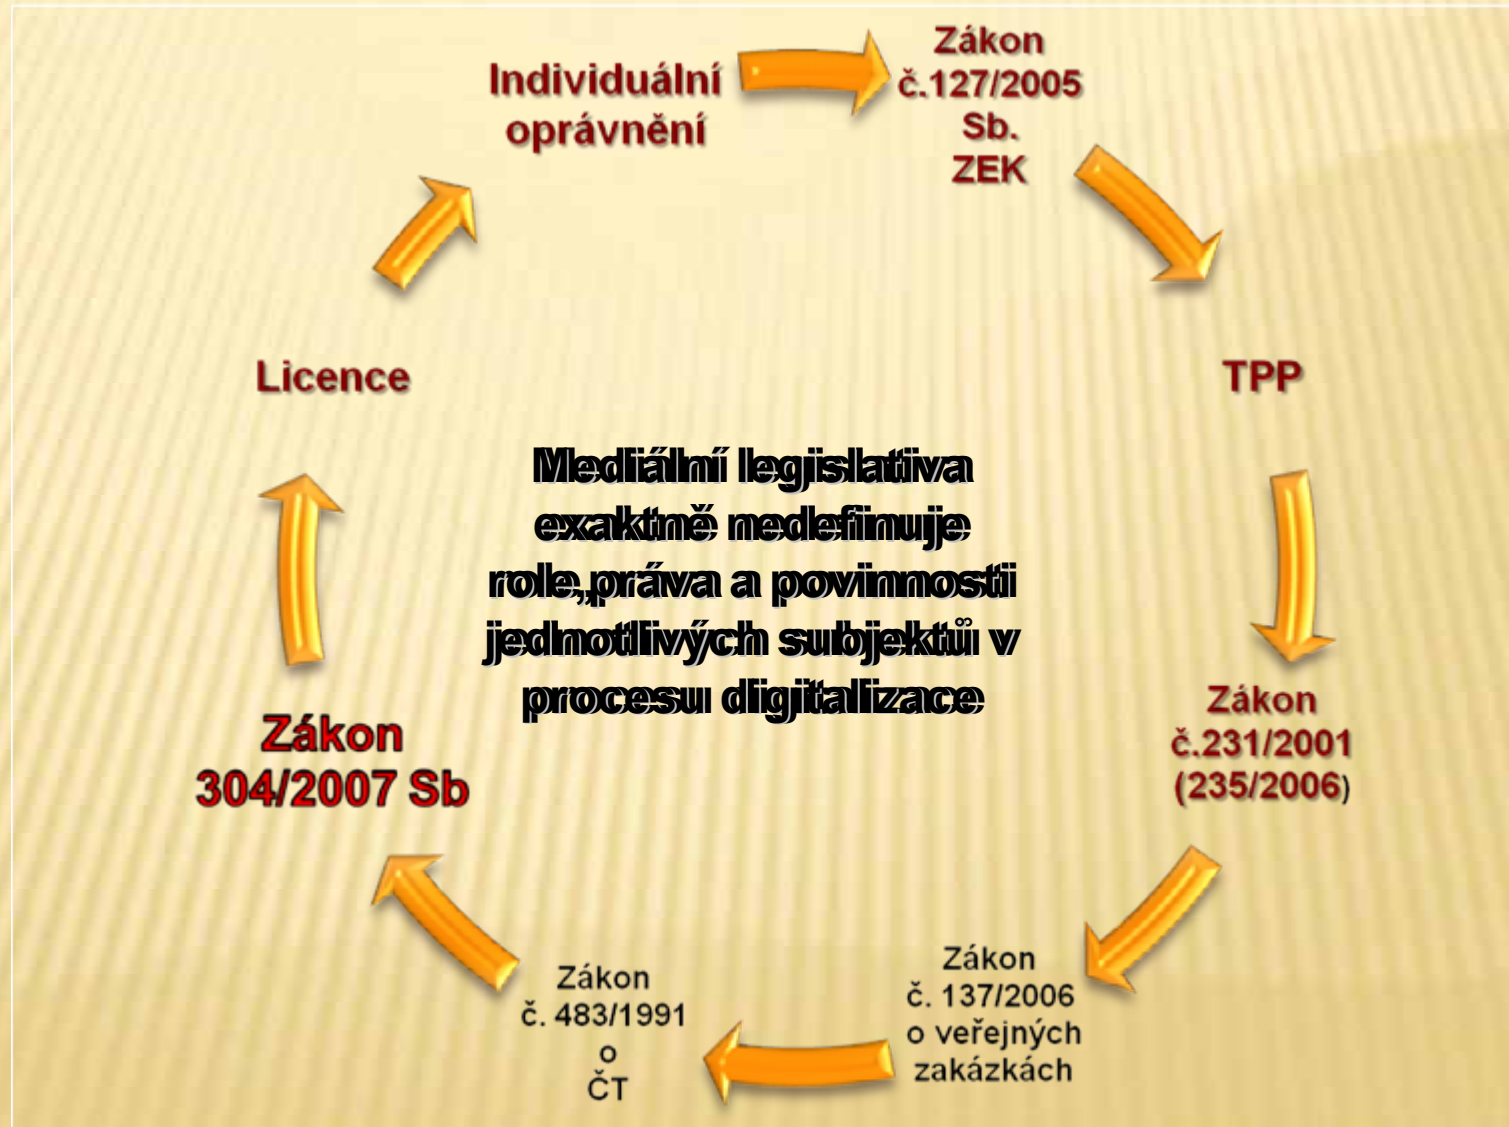 Individuální
oprávnění
Zákon
č.127/2005
Sb.
ZEK
TPP
Zákon
č.231/2001
(235/2006)
Zákon
č. 137/2006
o veřejných
zakázkách
Zákon
č. 483/1991
o
ČT
Zákon
304/2007 Sb
Licence
Mediální legislativa
exaktně nedefinuje
role,práva a povinnosti
jednotlivých subjektů v
procesu digitalizace